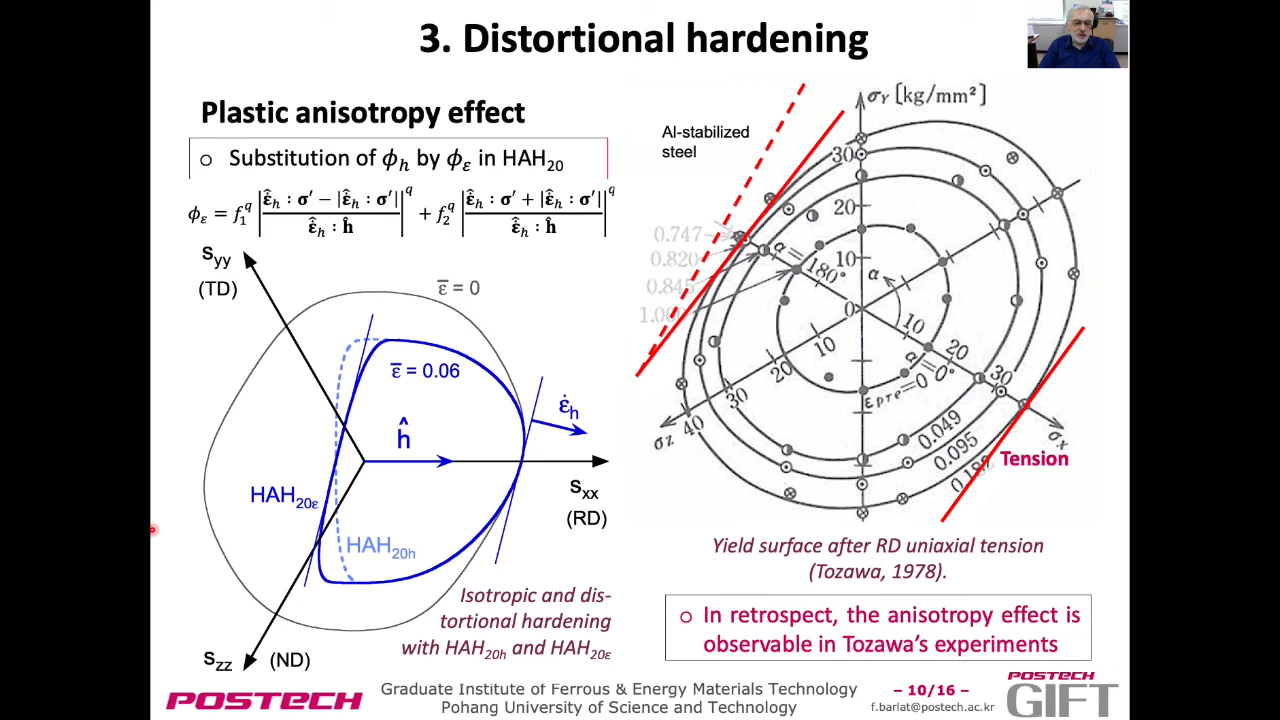 3. Distortional hardening
Plastic anisotropy effect
○ Substitution of ϕh by ϕε in HAH20
ϕε = f1^q |(ε̂̇h : σ′ − |ε̂̇h : σ′|) / (ε̂̇h : ĥ)|^q + f2^q |(ε̂̇h : σ′ + |ε̂̇h : σ′|) / (ε̂̇h : ĥ)|^q
Syy
(TD)
ε̅ = 0
ε̅ = 0.06
ε̇h
ĥ
Sxx
(RD)
HAH20ε
HAH20h
Szz
(ND)
Isotropic and dis-
tortional hardening
with HAH20h and HAH20ε
Al-stabilized
steel
σY [kg/mm²]
30
20
10
0
0.747
0.820
0.845
α = 180°
α
10
20
30
α = 0°
εpre = 0
0.049
0.095
10
20
30
40
σz
σx
Tension
Yield surface after RD uniaxial tension
(Tozawa, 1978).
○ In retrospect, the anisotropy effect is
observable in Tozawa's experiments
POSTECH
Graduate Institute of Ferrous & Energy Materials Technology
Pohang University of Science and Technology
– 10/16 –
f.barlat@postech.ac.kr
POSTECH
GIFT